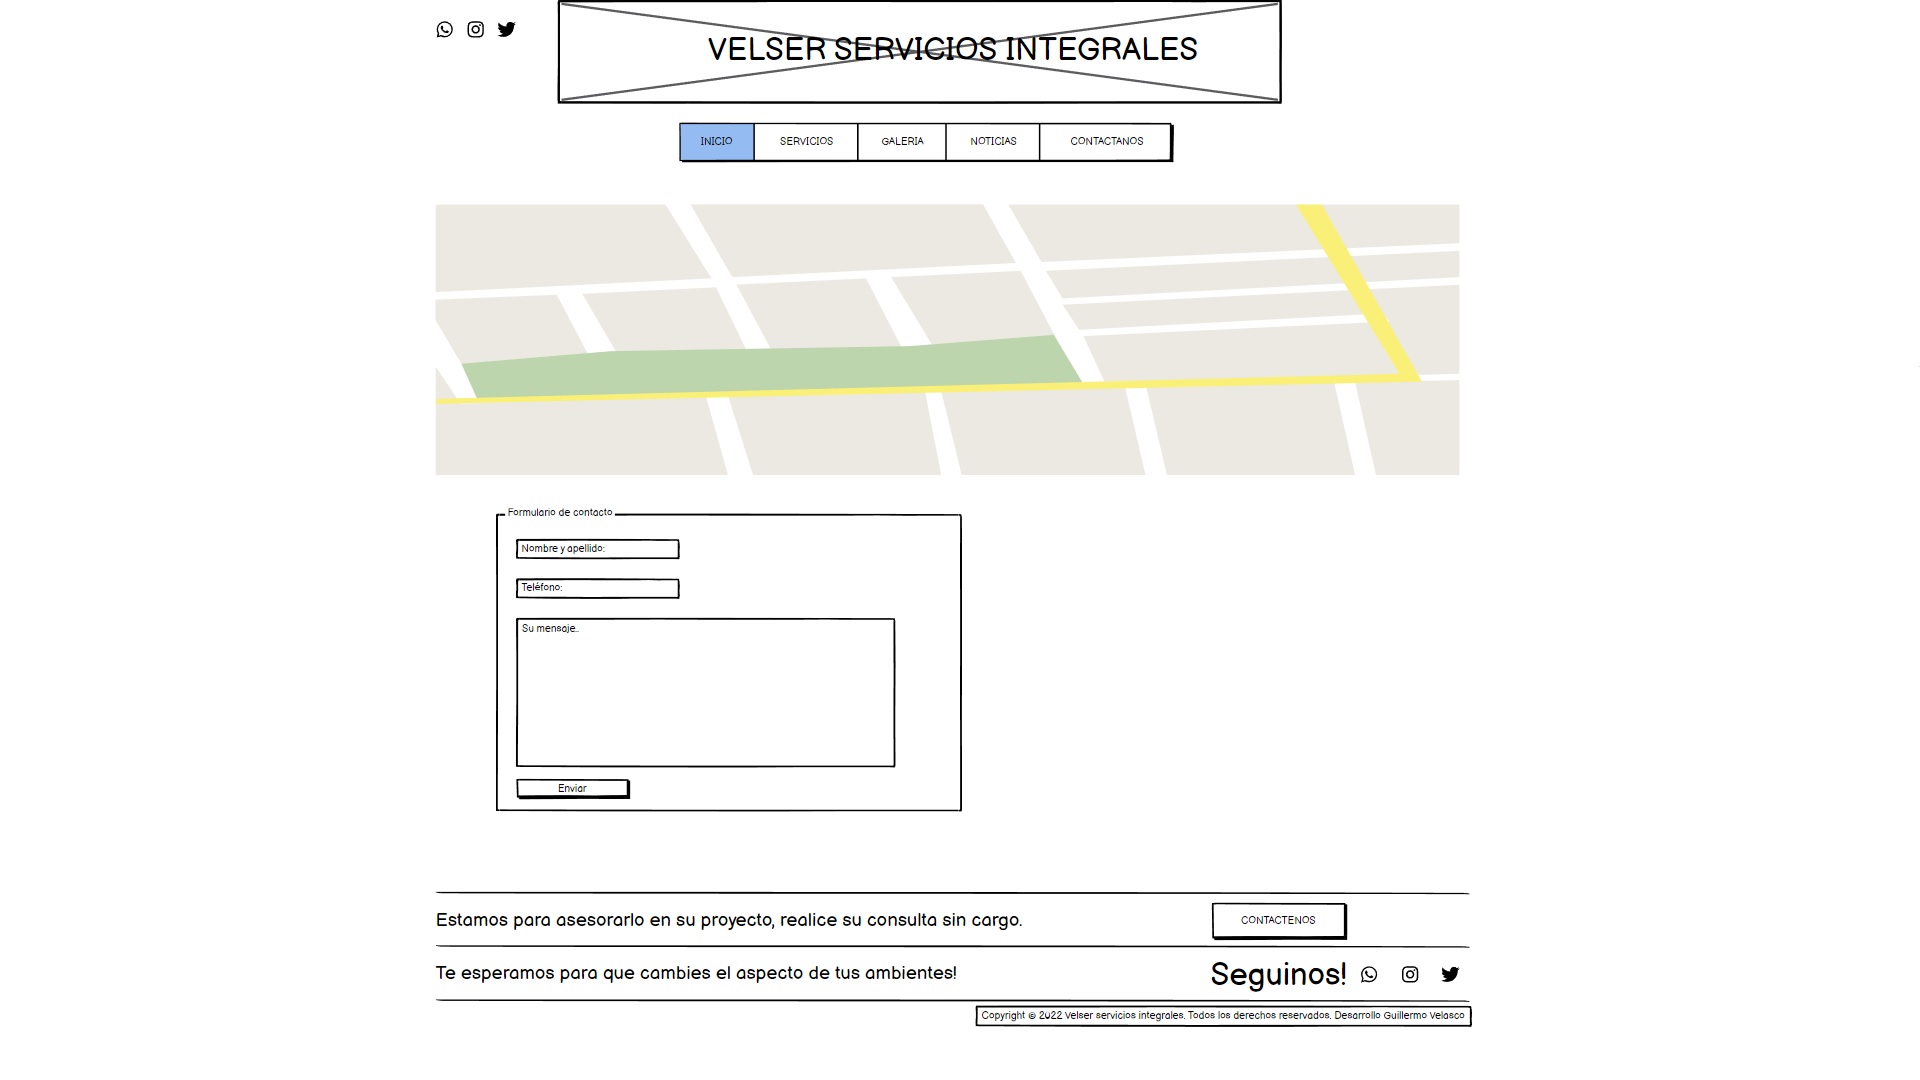 VELSER SERVICIOS INTEGRALES
INICIO SERVICIOS GALERIA NOTICIAS CONTACTANOS
Formulario de contacto
Nombre y apellido:
Teléfono:
Su mensaje..
Enviar
Estamos para asesorarlo en su proyecto, realice su consulta sin cargo. CONTACTENOS
Te esperamos para que cambies el aspecto de tus ambientes! Seguinos!
Copyright © 2022 Velser servicios integrales. Todos los derechos reservados. Desarrollo Guillermo Velasco